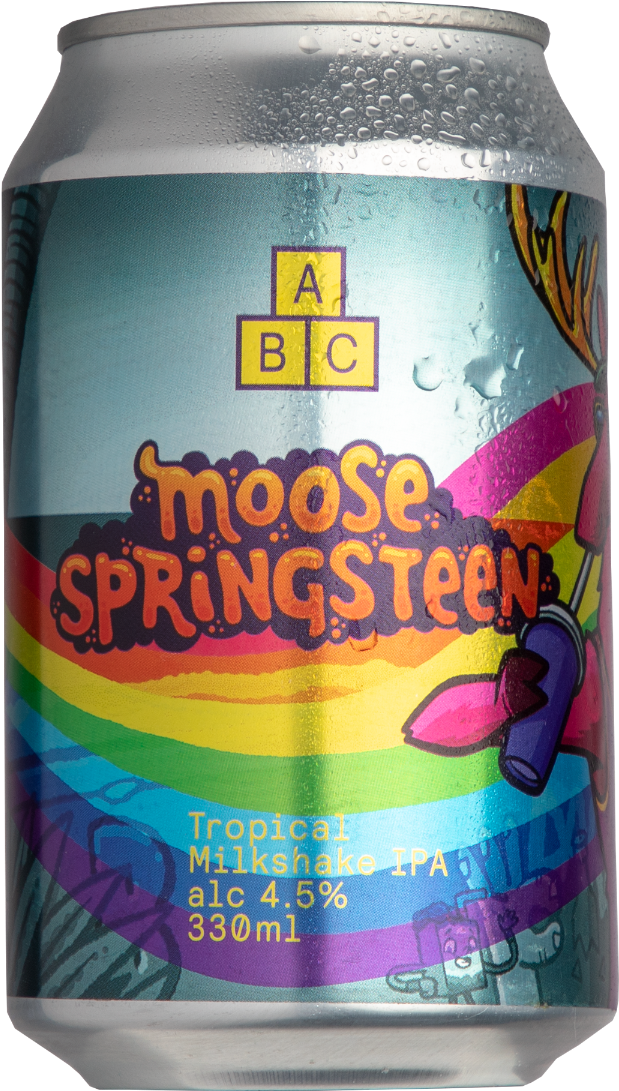 A
B C
moose
SPRiNGSTeeN
Tropical
Milkshake IPA
alc 4.5%
330ml